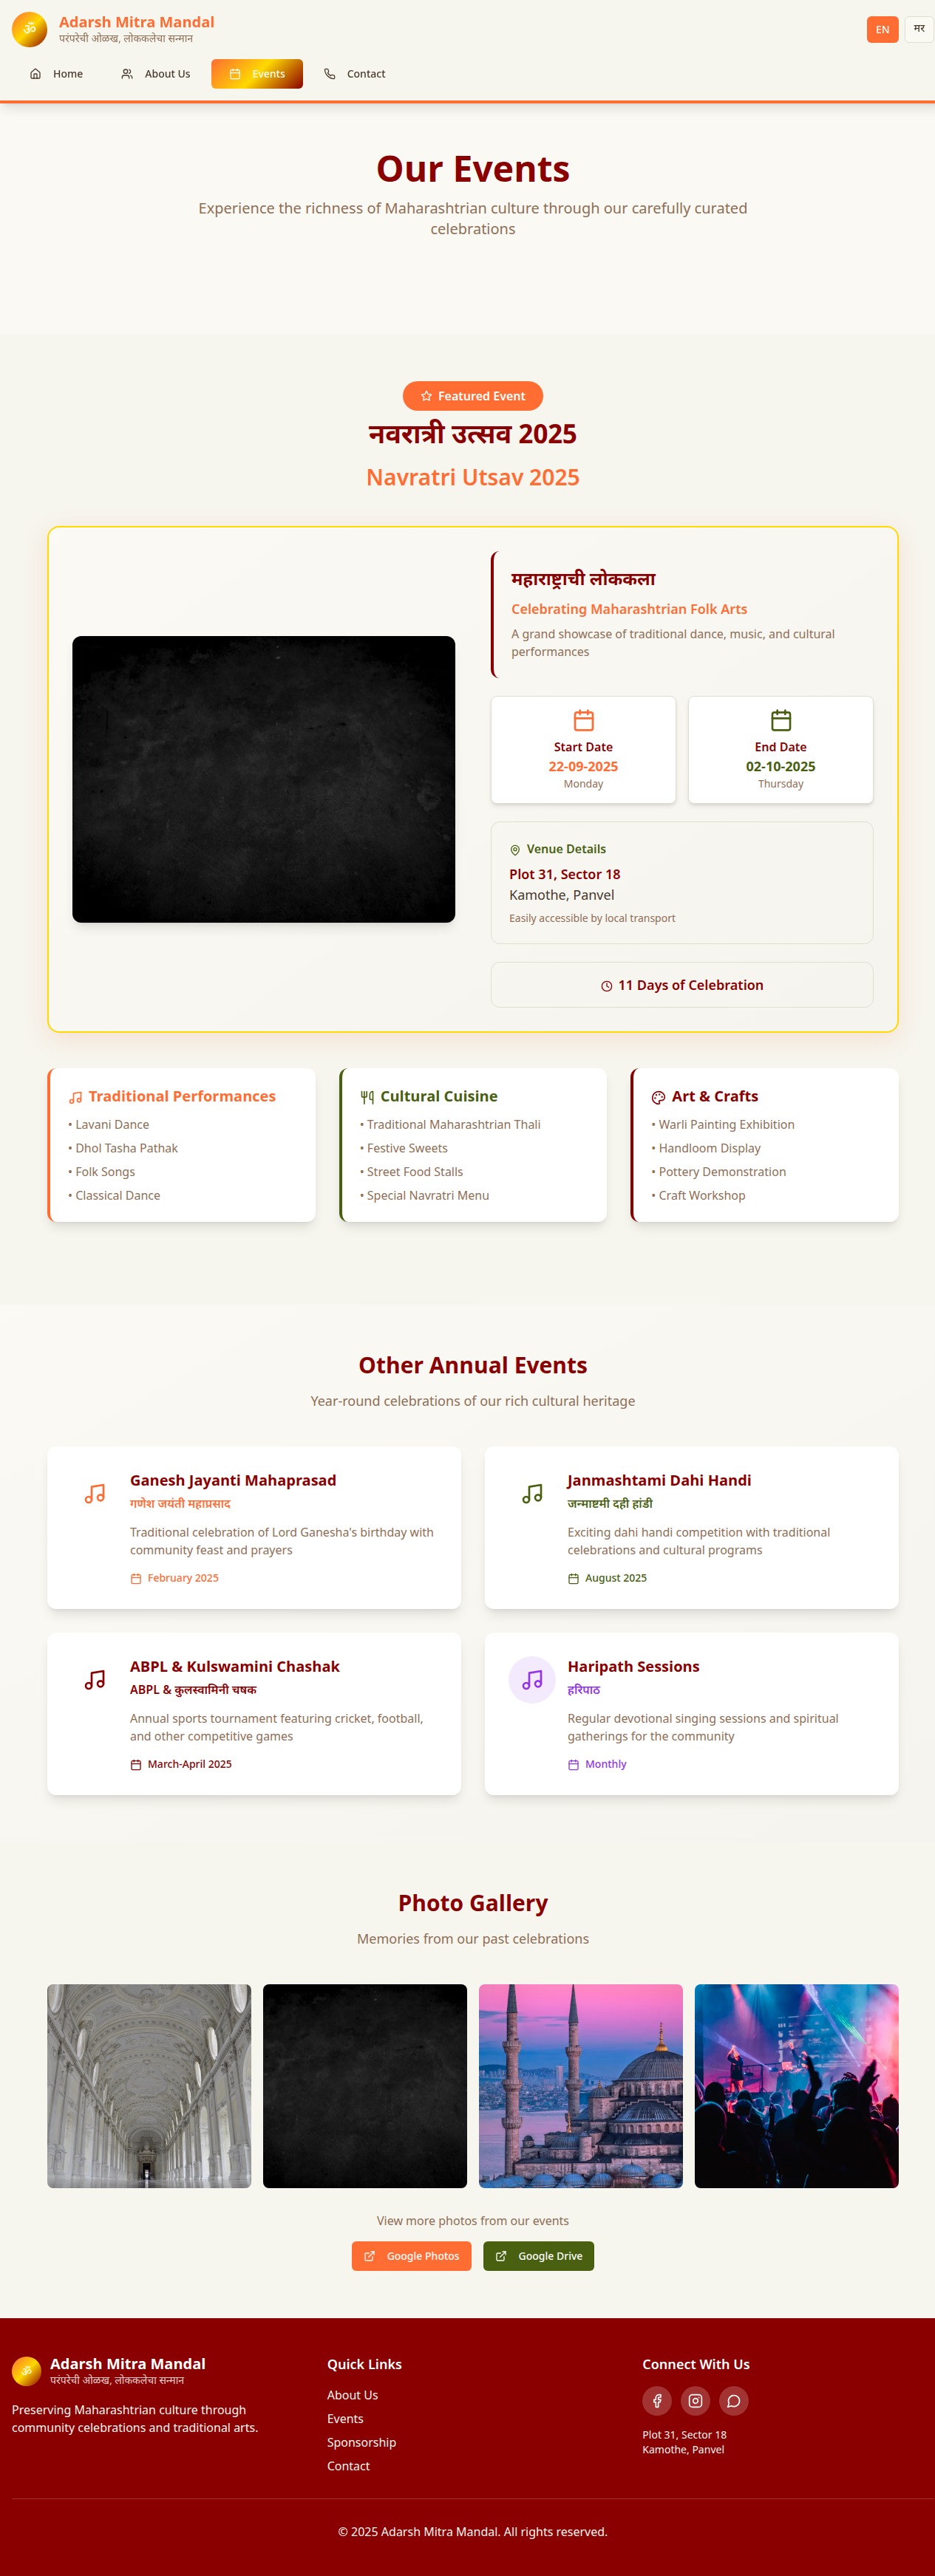 ॐ
Adarsh Mitra Mandal
परंपरेची ओळख, लोककलेचा सन्मान
EN
मर
Home
About Us
Events
Contact
Our Events
Experience the richness of Maharashtrian culture through our carefully curated
celebrations
Featured Event
नवरात्री उत्सव 2025
Navratri Utsav 2025
महाराष्ट्राची लोककला
Celebrating Maharashtrian Folk Arts
A grand showcase of traditional dance, music, and cultural
performances
Start Date
22-09-2025
Monday
End Date
02-10-2025
Thursday
Venue Details
Plot 31, Sector 18
Kamothe, Panvel
Easily accessible by local transport
11 Days of Celebration
Traditional Performances
• Lavani Dance
• Dhol Tasha Pathak
• Folk Songs
• Classical Dance
Cultural Cuisine
• Traditional Maharashtrian Thali
• Festive Sweets
• Street Food Stalls
• Special Navratri Menu
Art & Crafts
• Warli Painting Exhibition
• Handloom Display
• Pottery Demonstration
• Craft Workshop
Other Annual Events
Year-round celebrations of our rich cultural heritage
Ganesh Jayanti Mahaprasad
गणेश जयंती महाप्रसाद
Traditional celebration of Lord Ganesha's birthday with
community feast and prayers
February 2025
Janmashtami Dahi Handi
जन्माष्टमी दही हांडी
Exciting dahi handi competition with traditional
celebrations and cultural programs
August 2025
ABPL & Kulswamini Chashak
ABPL & कुलस्वामिनी चषक
Annual sports tournament featuring cricket, football,
and other competitive games
March-April 2025
Haripath Sessions
हरिपाठ
Regular devotional singing sessions and spiritual
gatherings for the community
Monthly
Photo Gallery
Memories from our past celebrations
View more photos from our events
Google Photos
Google Drive
ॐ
Adarsh Mitra Mandal
परंपरेची ओळख, लोककलेचा सन्मान
Preserving Maharashtrian culture through
community celebrations and traditional arts.
Quick Links
About Us
Events
Sponsorship
Contact
Connect With Us
Plot 31, Sector 18
Kamothe, Panvel
© 2025 Adarsh Mitra Mandal. All rights reserved.